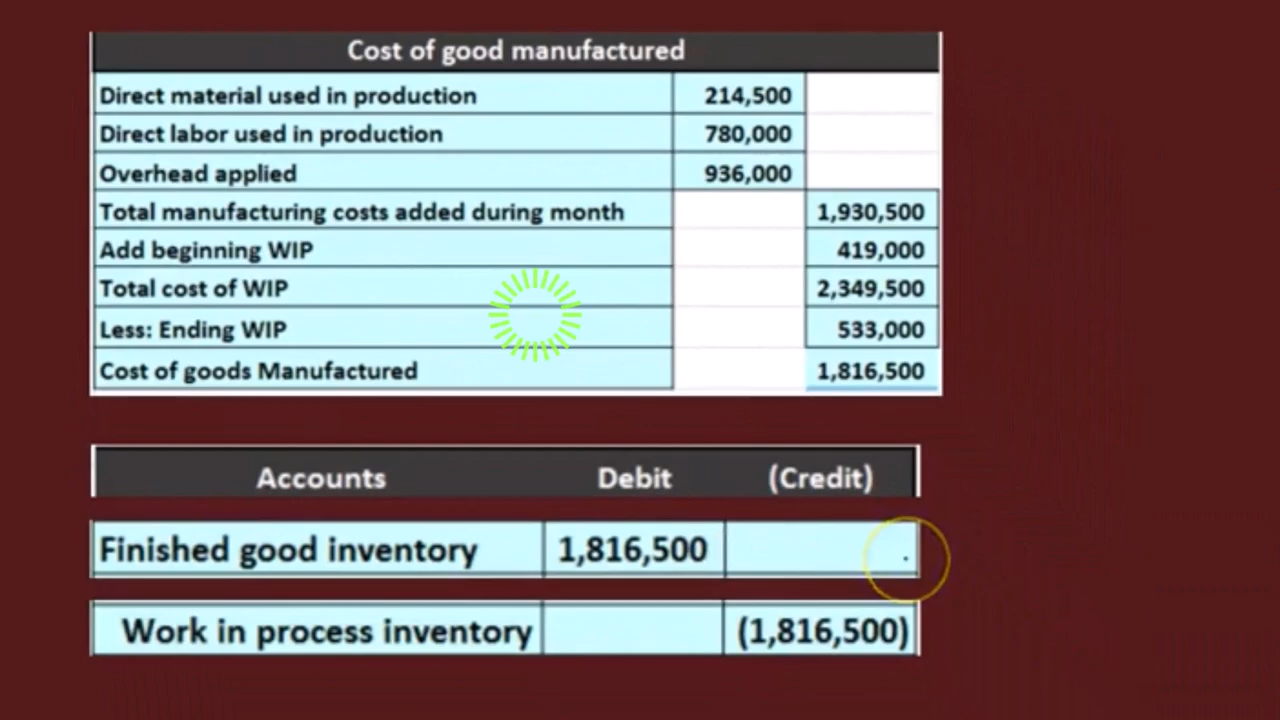 Cost of good manufactured
Direct material used in production 214,500
Direct labor used in production 780,000
Overhead applied 936,000
Total manufacturing costs added during month 1,930,500
Add beginning WIP 419,000
Total cost of WIP 2,349,500
Less: Ending WIP 533,000
Cost of goods Manufactured 1,816,500
Accounts Debit (Credit)
Finished good inventory 1,816,500 .
Work in process inventory (1,816,500)